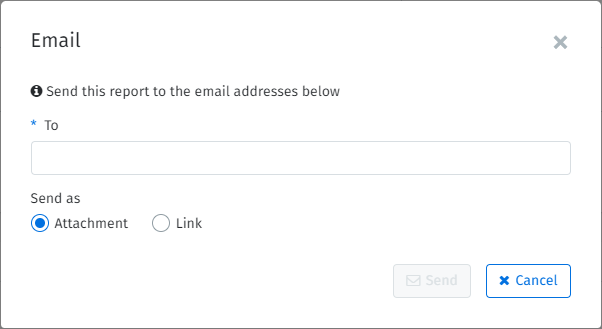 Email
Send this report to the email addresses below
* To
Send as
Attachment Link
Send Cancel